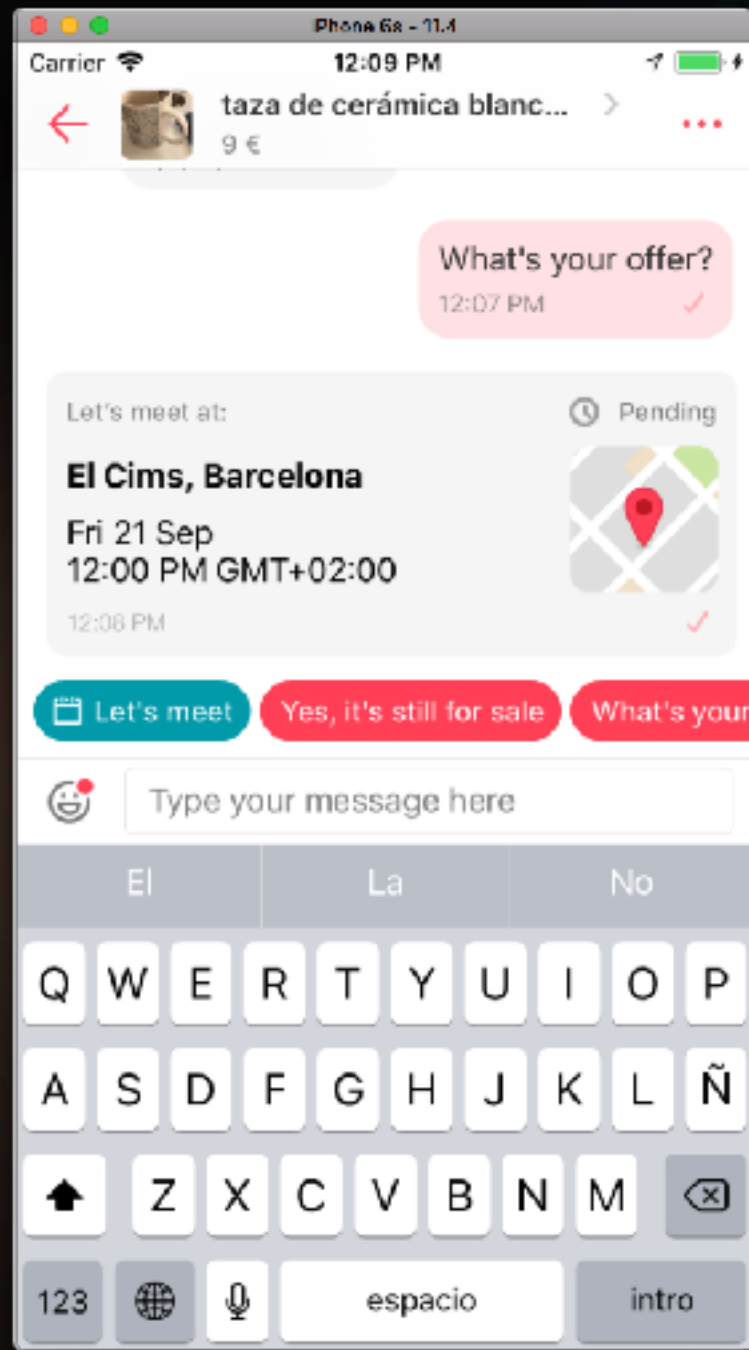 iPhone 6s - 11.4
Carrier 12:09 PM
taza de cerámica blanc...
9 €
What's your offer?
12:07 PM
Let's meet at: Pending
El Cims, Barcelona
Fri 21 Sep
12:00 PM GMT+02:00
12:08 PM
Let's meet Yes, it's still for sale What's your
Type your message here
El La No
Q W E R T Y U I O P
A S D F G H J K L Ñ
Z X C V B N M
123 espacio intro